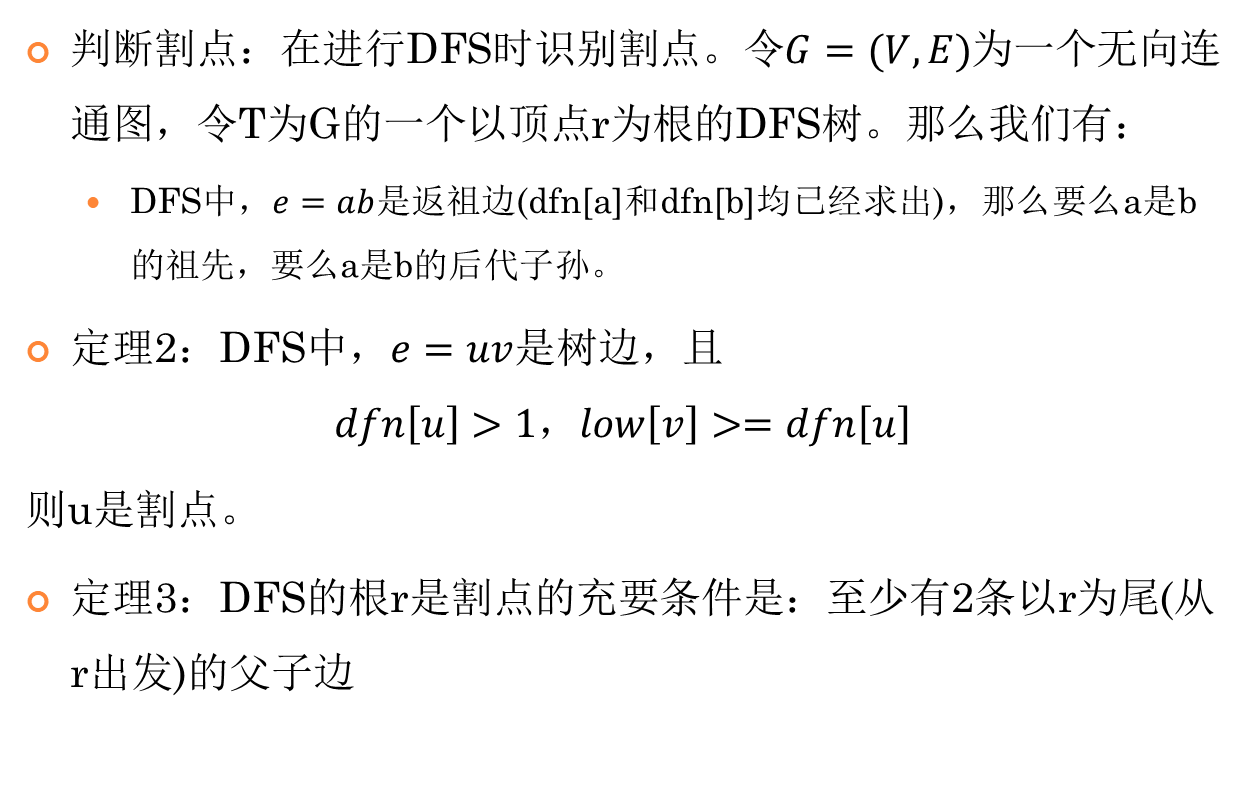 判断割点：在进行DFS时识别割点。令G = (V, E)为一个无向连
通图，令T为G的一个以顶点r为根的DFS树。那么我们有：
DFS中，e = ab是返祖边(dfn[a]和dfn[b]均已经求出)，那么要么a是b
的祖先，要么a是b的后代子孙。
定理2：DFS中，e = uv是树边，且
dfn[u] > 1，low[v] >= dfn[u]
则u是割点。
定理3：DFS的根r是割点的充要条件是：至少有2条以r为尾(从
r出发)的父子边